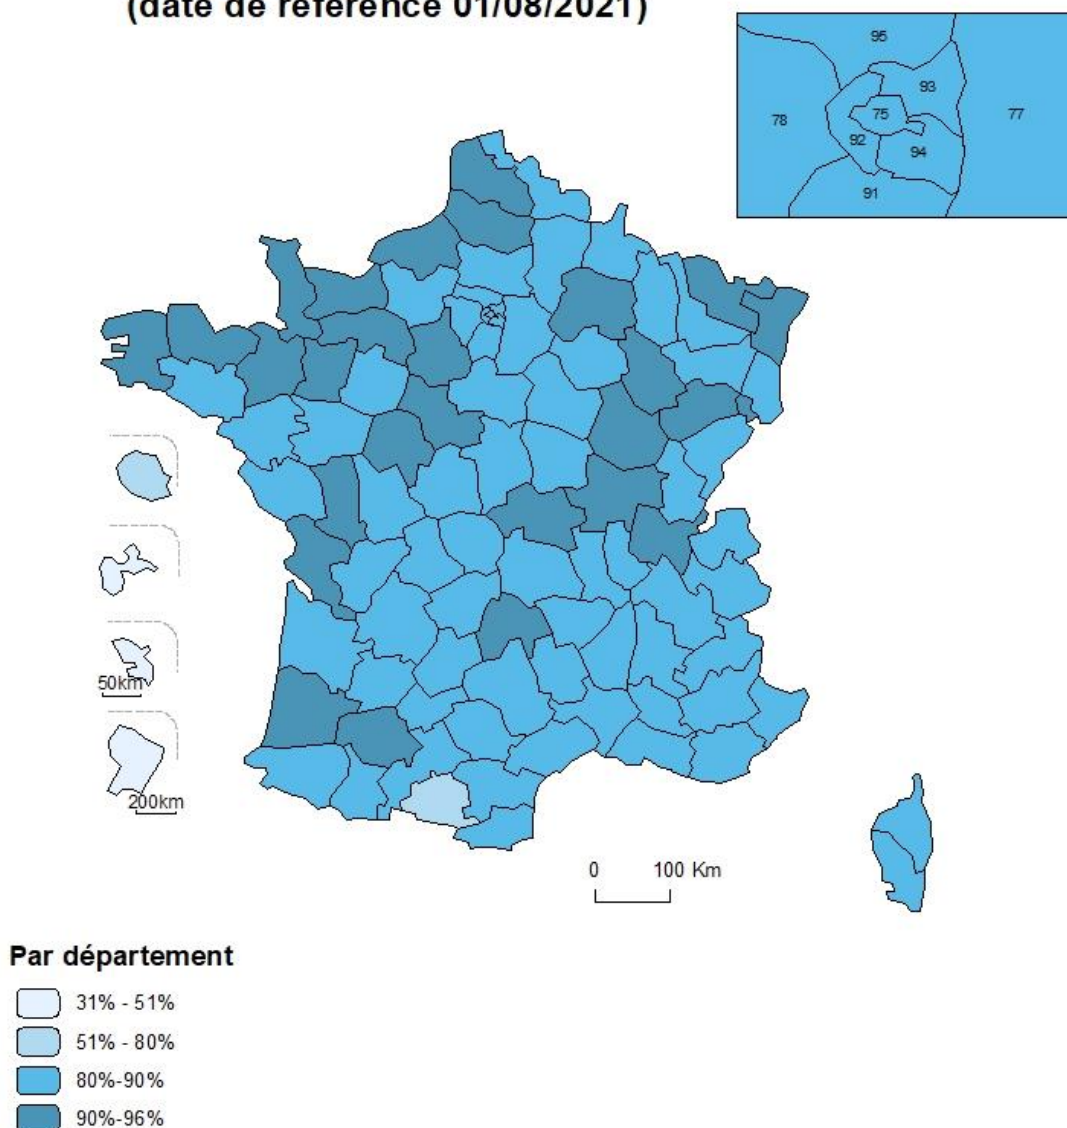 (date de référence 01/08/2021)
95
93
78
75
77
92
94
91
50km
200km
0 100 Km
Par département
31% - 51%
51% - 80%
80%-90%
90%-96%